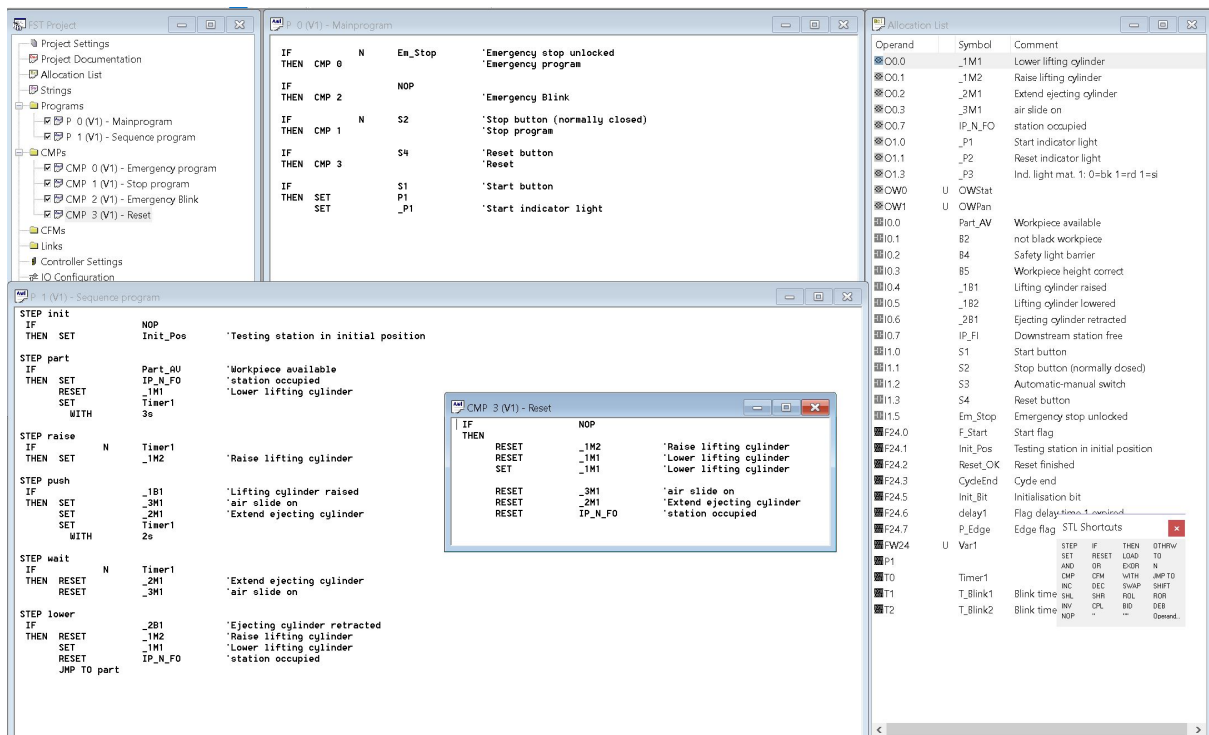 FST Project
Project Settings
Project Documentation
Allocation List
Strings
Programs
P 0 (V1) - Mainprogram
P 1 (V1) - Sequence program
CMPs
CMP 0 (V1) - Emergency program
CMP 1 (V1) - Stop program
CMP 2 (V1) - Emergency Blink
CMP 3 (V1) - Reset
CFMs
Links
Controller Settings
IO Configuration
Awl P 0 (V1) - Mainprogram
IF N Em_Stop 'Emergency stop unlocked
THEN CMP 0 'Emergency program
IF NOP
THEN CMP 2 'Emergency Blink
IF N S2 'Stop button (normally closed)
THEN CMP 1 'Stop program
IF S4 'Reset button
THEN CMP 3 'Reset
IF S1 'Start button
THEN SET P1
SET _P1 'Start indicator light
Awl P 1 (V1) - Sequence program
STEP init
IF NOP
THEN SET Init_Pos 'Testing station in initial position
STEP part
IF Part_AV 'Workpiece available
THEN SET IP_N_FO 'station occupied
RESET _1M1 'Lower lifting cylinder
SET Timer1
WITH 3s
STEP raise
IF N Timer1
THEN SET _1M2 'Raise lifting cylinder
STEP push
IF _1B1 'Lifting cylinder raised
THEN SET _3M1 'air slide on
SET _2M1 'Extend ejecting cylinder
SET Timer1
WITH 2s
STEP wait
IF N Timer1
THEN RESET _2M1 'Extend ejecting cylinder
RESET _3M1 'air slide on
STEP lower
IF _2B1 'Ejecting cylinder retracted
THEN RESET _1M2 'Raise lifting cylinder
SET _1M1 'Lower lifting cylinder
RESET IP_N_FO 'station occupied
JMP TO part
Awl CMP 3 (V1) - Reset
IF NOP
THEN
RESET _1M2 'Raise lifting cylinder
RESET _1M1 'Lower lifting cylinder
SET _1M1 'Lower lifting cylinder
RESET _3M1 'air slide on
RESET _2M1 'Extend ejecting cylinder
RESET IP_N_FO 'station occupied
Allocation List
Operand Symbol Comment
O0.0 _1M1 Lower lifting cylinder
O0.1 _1M2 Raise lifting cylinder
O0.2 _2M1 Extend ejecting cylinder
O0.3 _3M1 air slide on
O0.7 IP_N_FO station occupied
O1.0 _P1 Start indicator light
O1.1 _P2 Reset indicator light
O1.3 _P3 Ind. light mat. 1: 0=bk 1=rd 1=si
OW0 U OWStat
OW1 U OWPan
I0.0 Part_AV Workpiece available
I0.1 B2 not black workpiece
I0.2 B4 Safety light barrier
I0.3 B5 Workpiece height correct
I0.4 _1B1 Lifting cylinder raised
I0.5 _1B2 Lifting cylinder lowered
I0.6 _2B1 Ejecting cylinder retracted
I0.7 IP_FI Downstream station free
I1.0 S1 Start button
I1.1 S2 Stop button (normally closed)
I1.2 S3 Automatic-manual switch
I1.3 S4 Reset button
I1.5 Em_Stop Emergency stop unlocked
F24.0 F_Start Start flag
F24.1 Init_Pos Testing station in initial position
F24.2 Reset_OK Reset finished
F24.3 CycleEnd Cycle end
F24.5 Init_Bit Initialisation bit
F24.6 delay1 Flag delay time 1 expired
F24.7 P_Edge Edge flag
FW24 U Var1
P1
T0 Timer1
T1 T_Blink1 Blink time
T2 T_Blink2 Blink time
STL Shortcuts
STEP IF THEN OTHRW
SET RESET LOAD TO
AND OR EXOR N
CMP CFM WITH JMP TO
INC DEC SWAP SHIFT
SHL SHR ROL ROR
INV CPL BID DEB
NOP " "" Operand...